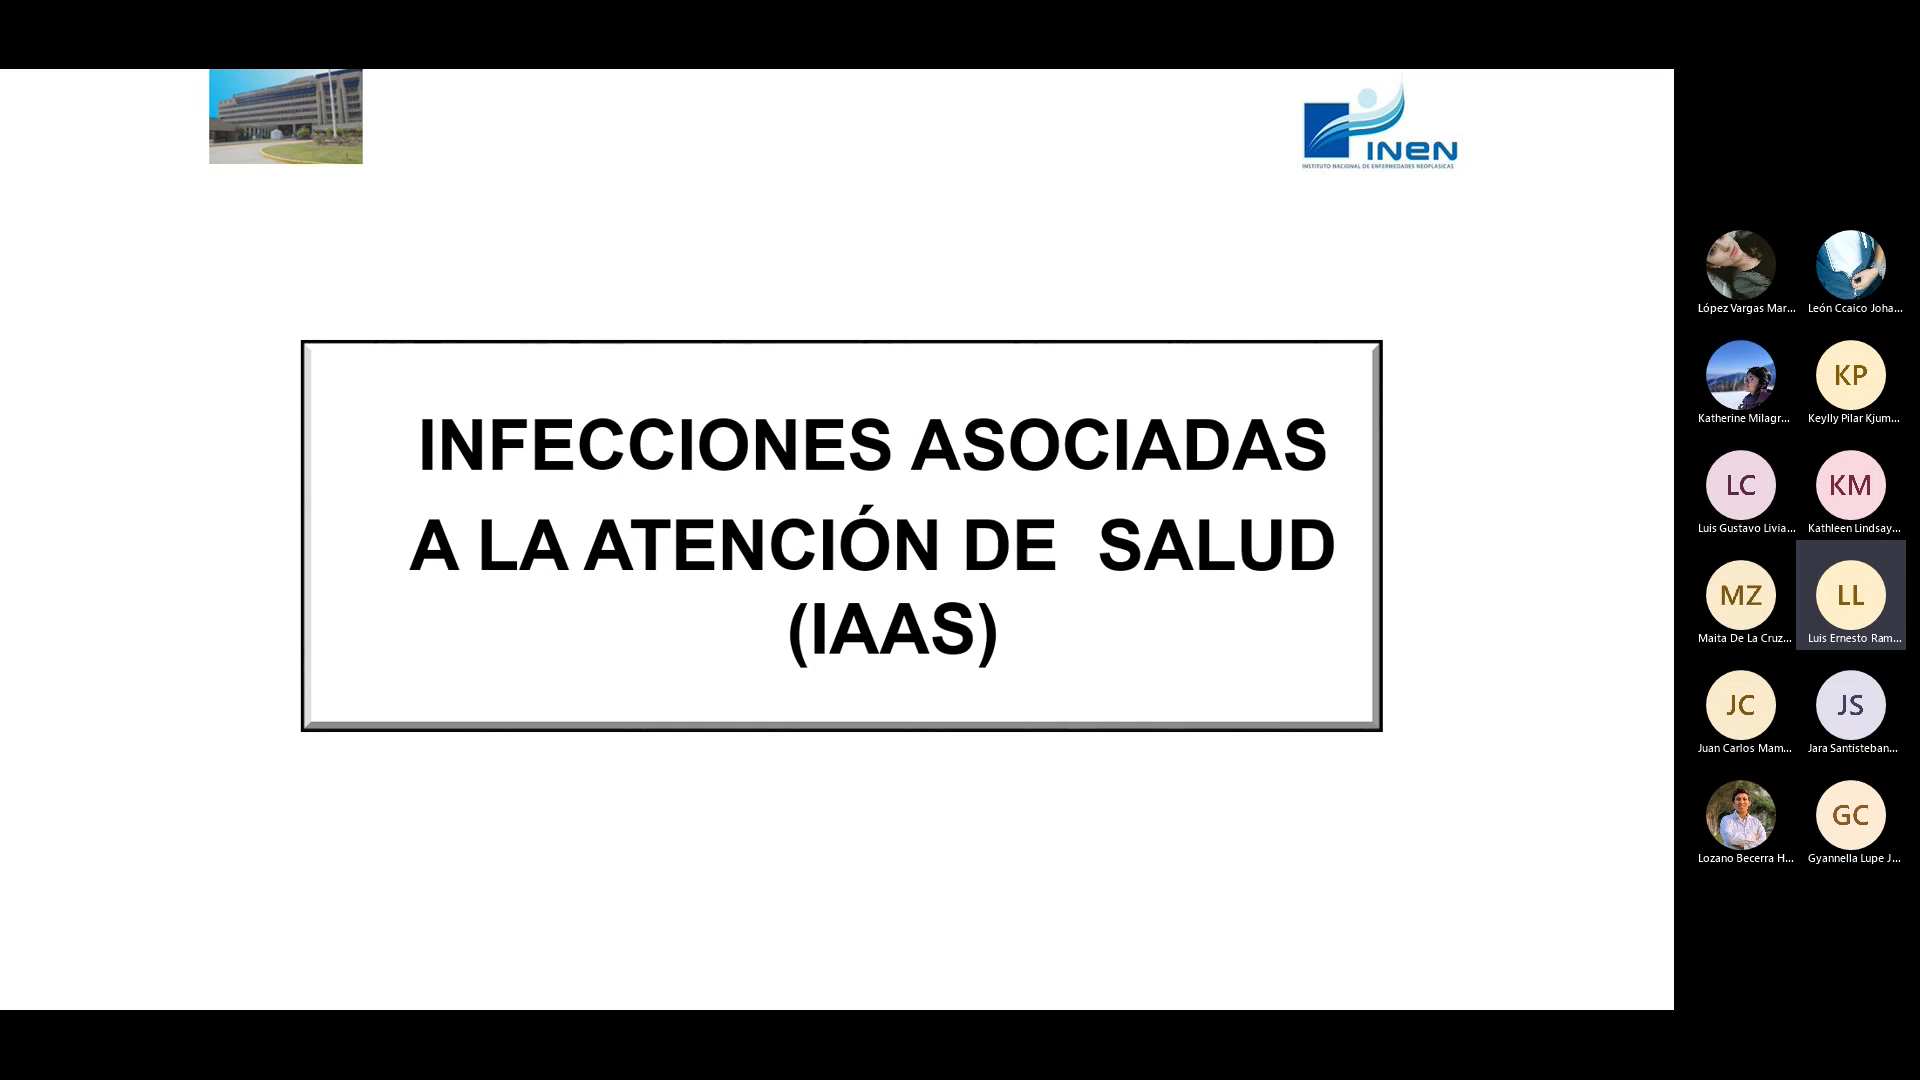 INEN
INSTITUTO NACIONAL DE ENFERMEDADES NEOPLASICAS
INFECCIONES ASOCIADAS
A LA ATENCIÓN DE SALUD
(IAAS)
López Vargas Mar...
León Ccaico Joha...
KP
Katherine Milagr...
Keylly Pilar Kjum...
LC
KM
Luis Gustavo Livia...
Kathleen Lindsay...
MZ
LL
Maita De La Cruz...
Luis Ernesto Ram...
JC
JS
Juan Carlos Mam...
Jara Santisteban...
GC
Lozano Becerra H...
Gyannella Lupe J...